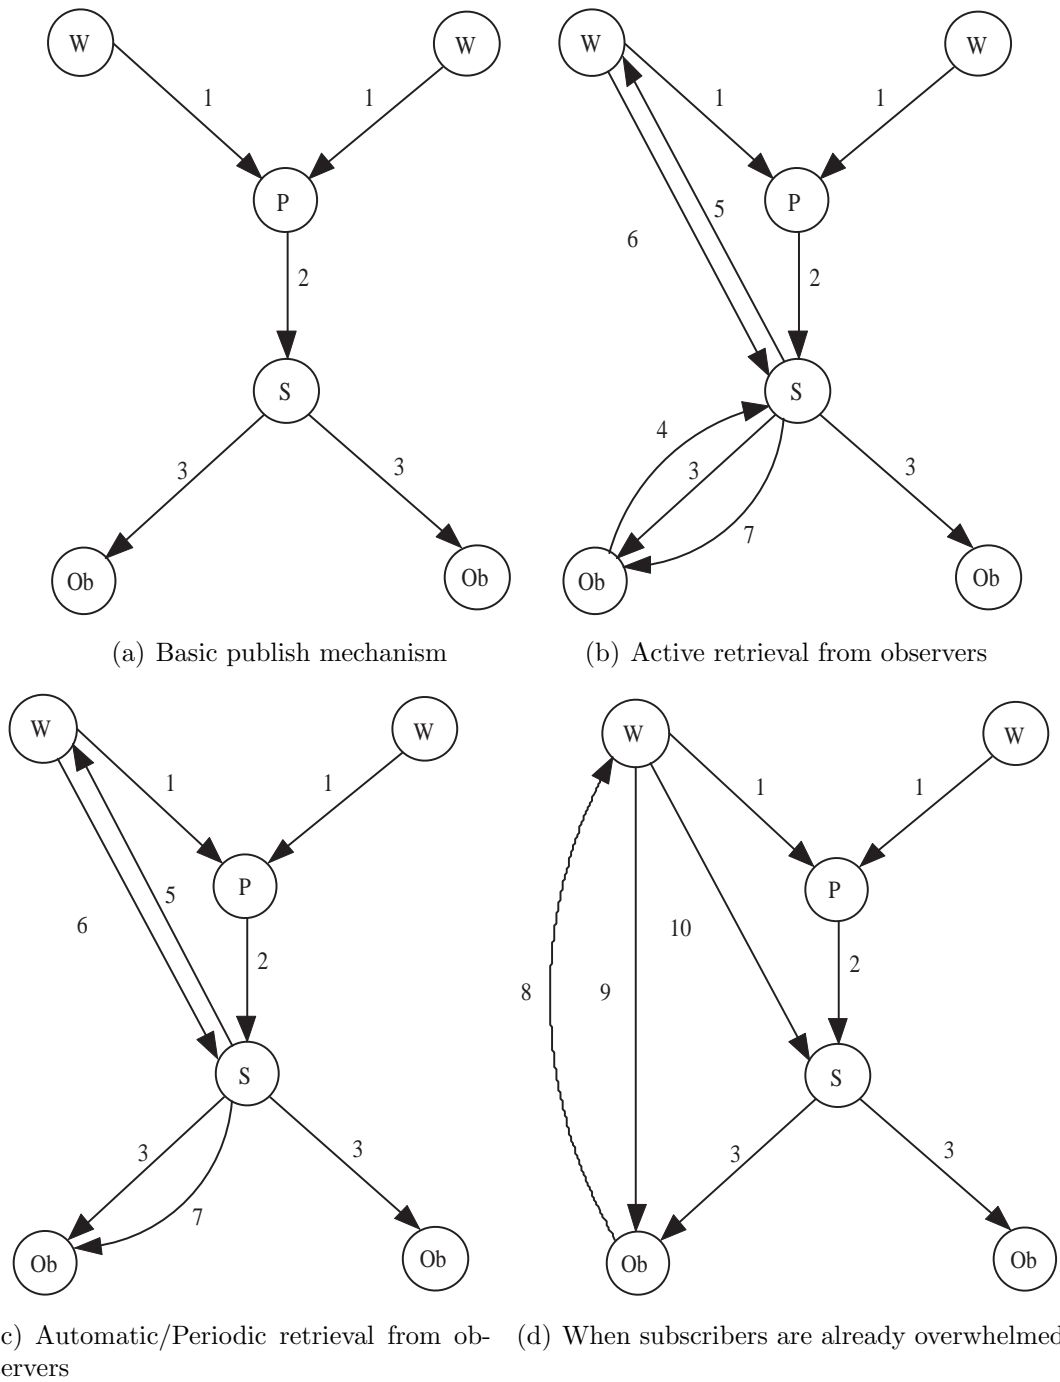 W
W
1
1
P
2
S
3
3
Ob
Ob
(a) Basic publish mechanism
W
W
1
1
P
5
6
2
S
4
3
3
7
Ob
Ob
(b) Active retrieval from observers
W
W
1
1
P
5
6
2
S
3
3
7
Ob
Ob
c) Automatic/Periodic retrieval from ob-
ervers
W
W
1
1
P
10
2
8
9
S
3
3
Ob
Ob
(d) When subscribers are already overwhelmed